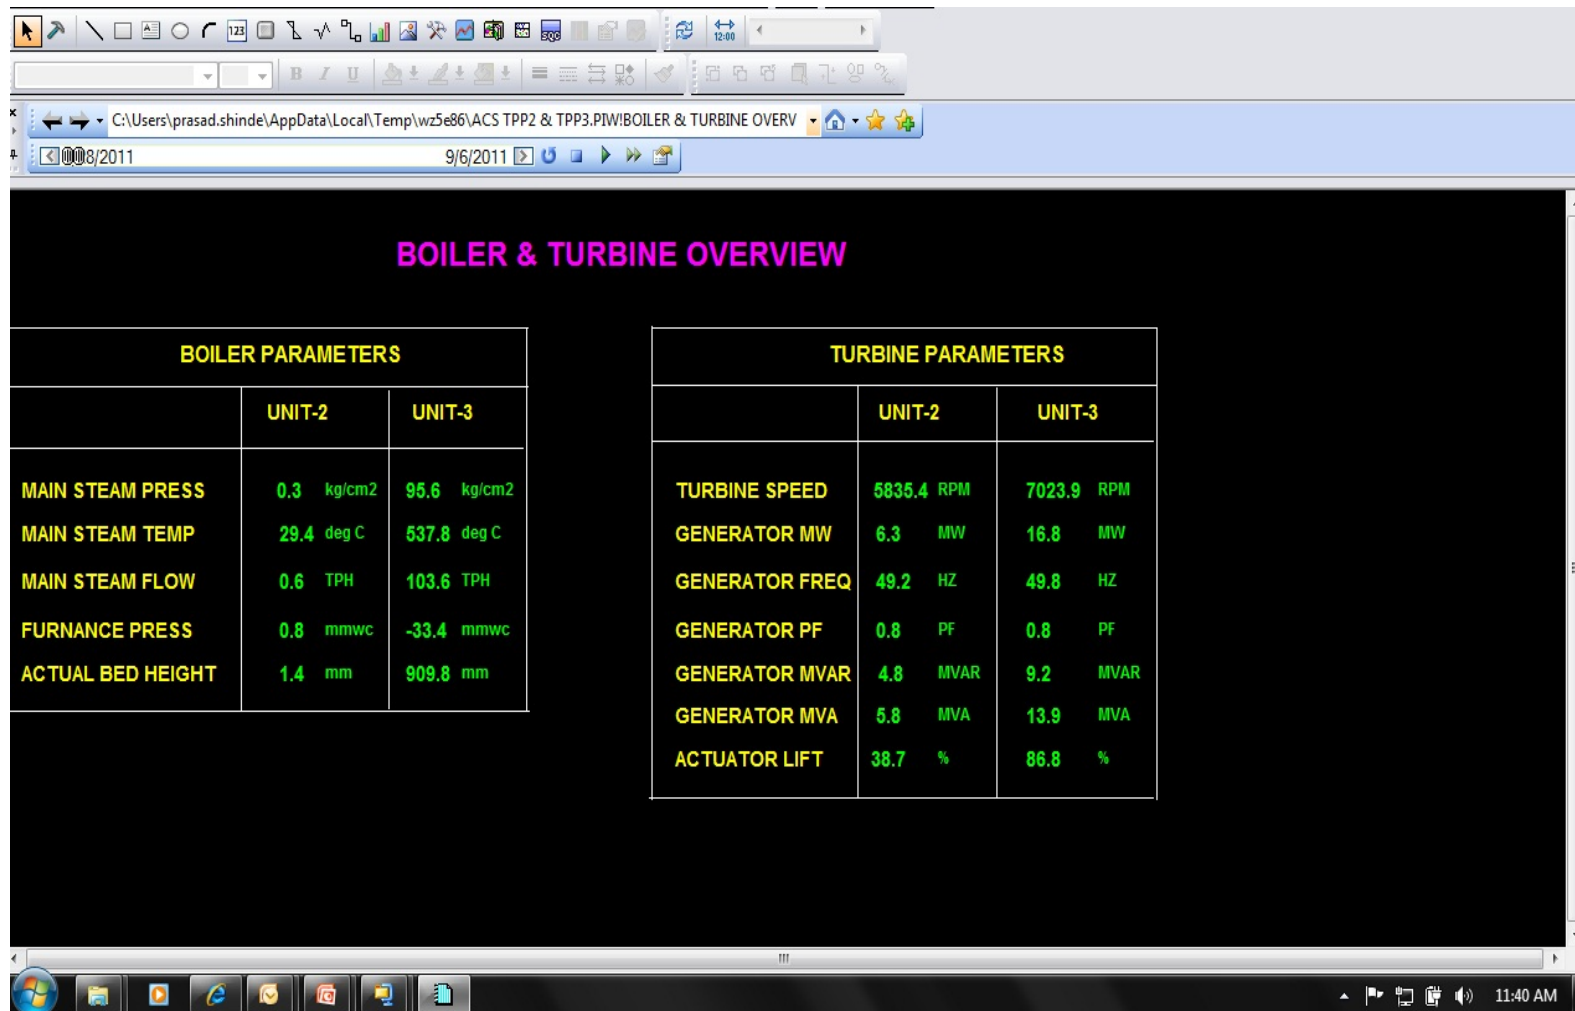 123
SQC
12:00
B I U
C:\Users\prasad.shinde\AppData\Local\Temp\wz5e86\ACS TPP2 & TPP3.PIW!BOILER & TURBINE OVERV
8/2011 9/6/2011
BOILER & TURBINE OVERVIEW
BOILER PARAMETERS
UNIT-2 UNIT-3
MAIN STEAM PRESS 0.3 kg/cm2 95.6 kg/cm2
MAIN STEAM TEMP 29.4 deg C 537.8 deg C
MAIN STEAM FLOW 0.6 TPH 103.6 TPH
FURNANCE PRESS 0.8 mmwc -33.4 mmwc
ACTUAL BED HEIGHT 1.4 mm 909.8 mm
TURBINE PARAMETERS
UNIT-2 UNIT-3
TURBINE SPEED 5835.4 RPM 7023.9 RPM
GENERATOR MW 6.3 MW 16.8 MW
GENERATOR FREQ 49.2 HZ 49.8 HZ
GENERATOR PF 0.8 PF 0.8 PF
GENERATOR MVAR 4.8 MVAR 9.2 MVAR
GENERATOR MVA 5.8 MVA 13.9 MVA
ACTUATOR LIFT 38.7 % 86.8 %
11:40 AM